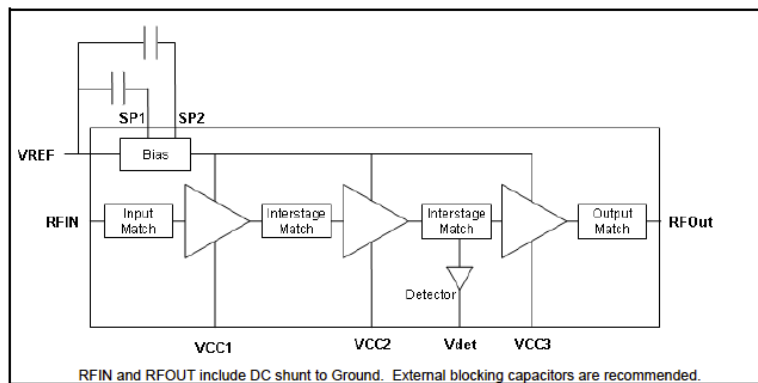 SP1 SP2
VREF
Bias
RFIN
Input
Match
Interstage
Match
Interstage
Match
Output
Match
RFOut
Detector
VCC1
VCC2
Vdet
VCC3
RFIN and RFOUT include DC shunt to Ground. External blocking capacitors are recommended.